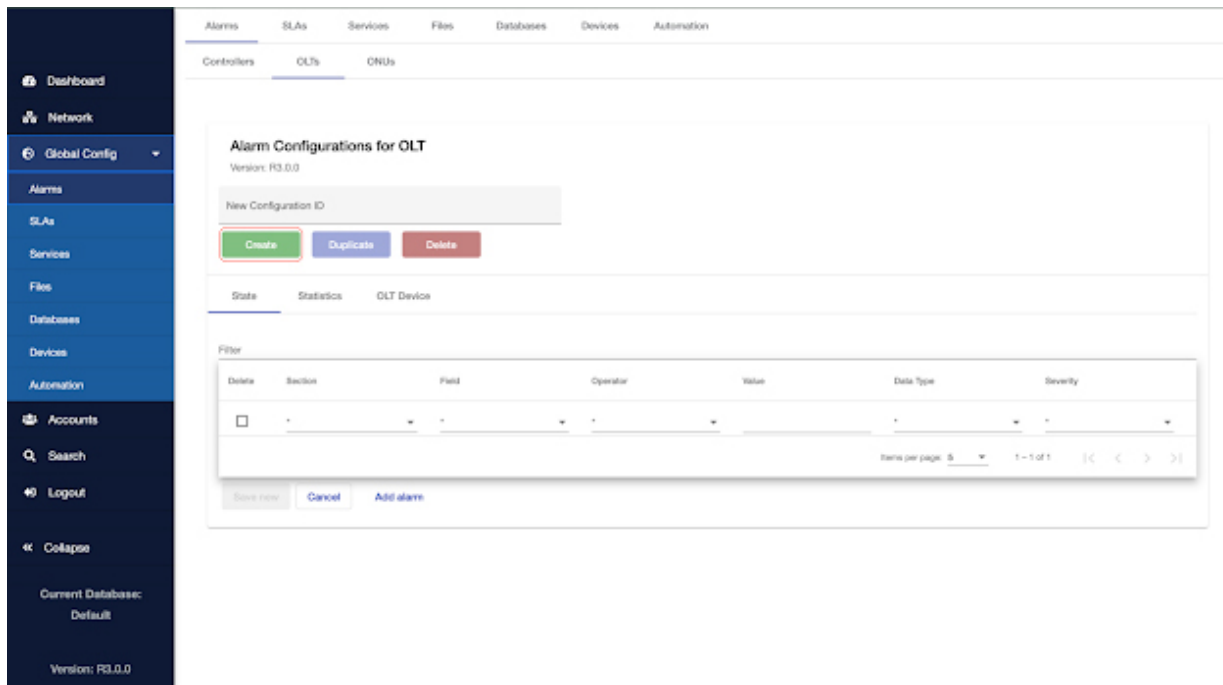 Alarms SLAs Services Files Databases Devices Automation
Controllers OLTs ONUs
Dashboard
Network
Global Config
Alarms
SLAs
Services
Files
Databases
Devices
Automation
Accounts
Search
Logout
Collapse
Current Database:
Default
Version: R3.0.0
Alarm Configurations for OLT
Version: R3.0.0
New Configuration ID
Create Duplicate Delete
State Statistics OLT Device
Filter
Delete Section Field Operator Value Data Type Severity
* * * * *
Items per page: 5 1 – 1 of 1
Save new Cancel Add alarm